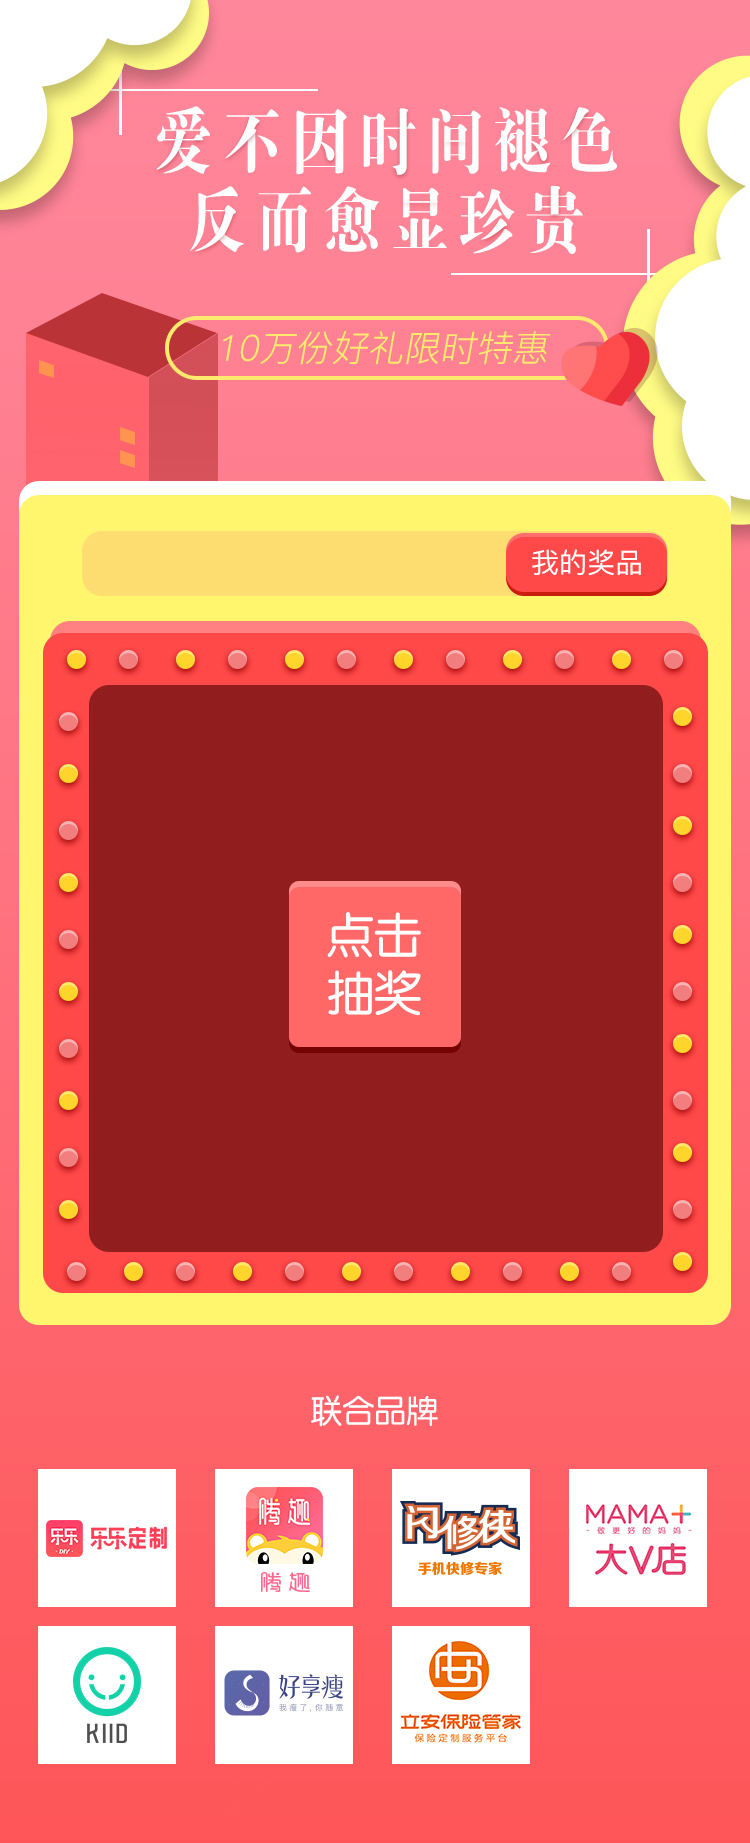 爱不因时间褪色
反而愈显珍贵
10万份好礼限时特惠
我的奖品
点击
抽奖
联合品牌
乐乐
DIY
乐乐定制
腾趣
腾趣
闪修侠
手机快修专家
MAMA+
- 做更好的妈妈 -
大V店
KIID
好享瘦
我瘦了,你随意
立安保险管家
保险定制服务平台